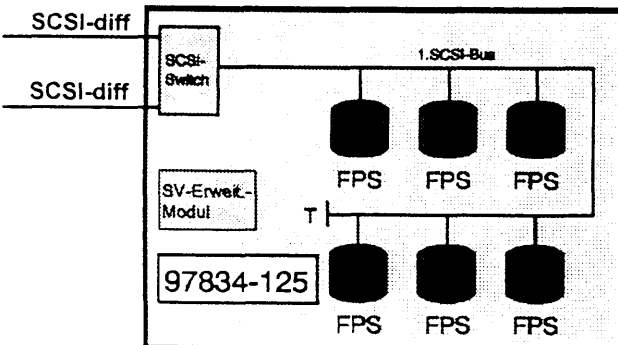 SCSI-diff
SCSI-Switch
1.SCSI-Bus
SCSI-diff
FPS FPS FPS
SV-Erweit.-
Modul
T
97834-125
FPS FPS FPS